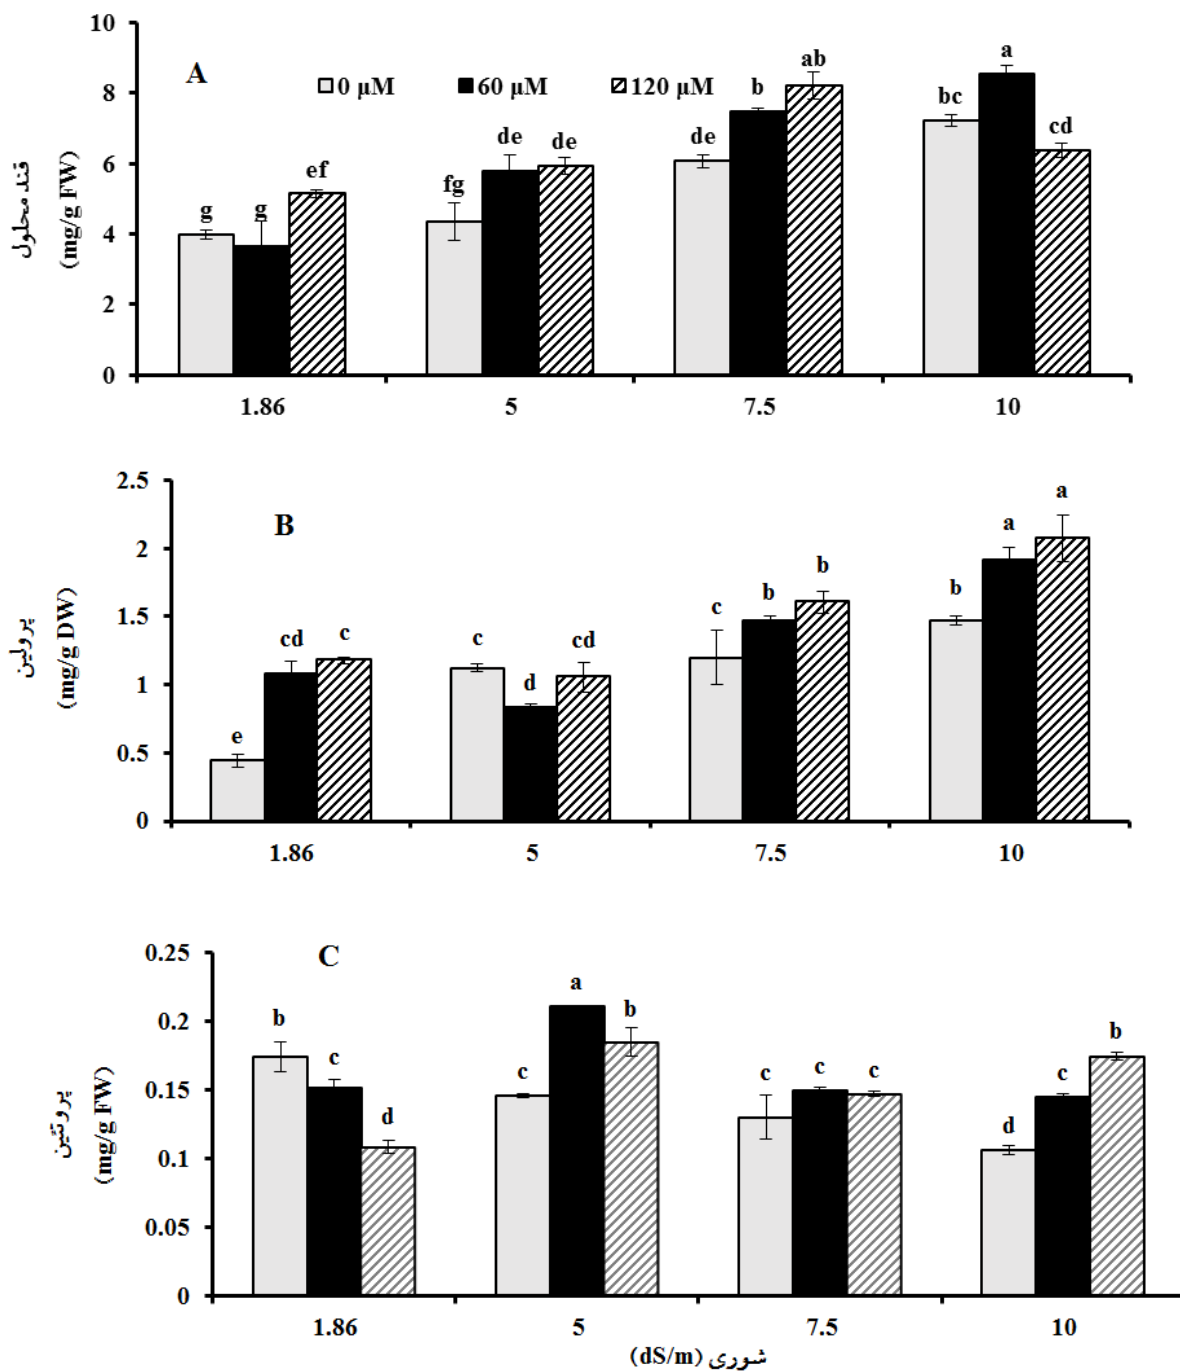 A
0 µM 60 µM 120 µM
قند محلول
(mg/g FW)
10
8
6
4
2
0
g g ef
fg de de
de b ab
bc a cd
1.86 5 7.5 10
B
پرولین
(mg/g DW)
2.5
2
1.5
1
0.5
0
e cd c
c d cd
c b b
b a a
1.86 5 7.5 10
C
پروتئین
(mg/g FW)
0.25
0.2
0.15
0.1
0.05
0
b c d
c a b
c c c
d c b
1.86 5 7.5 10
شوری (dS/m)